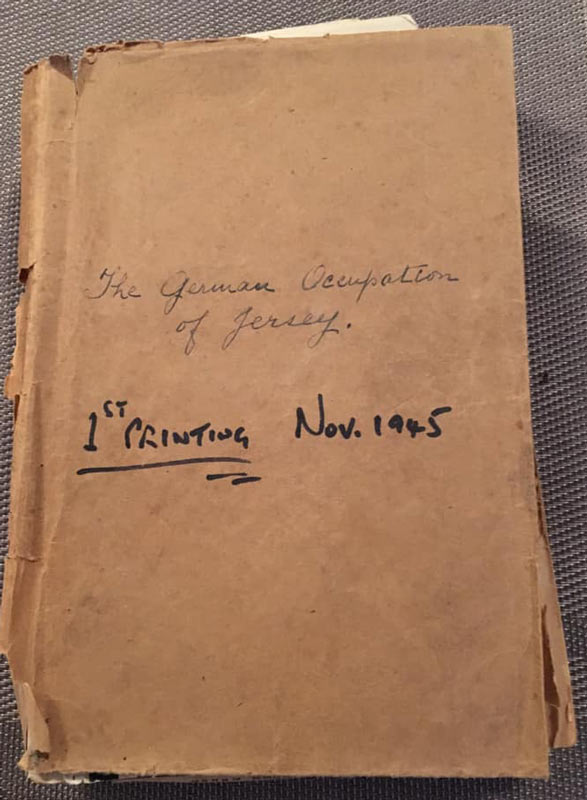 The German Occupation
of Jersey.
1ST PRINTING Nov. 1945